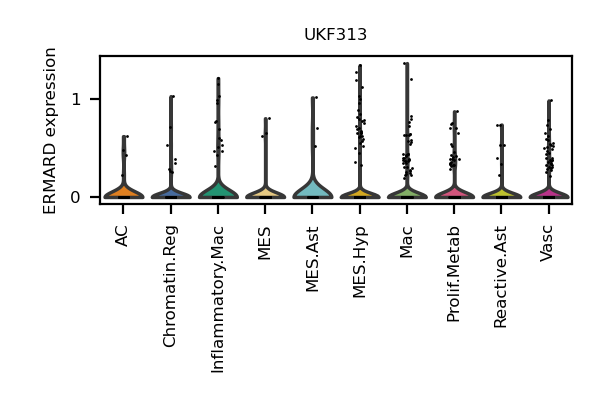 UKF313
ERMARD expression
1
0
AC
Chromatin.Reg
Inflammatory.Mac
MES
MES.Ast
MES.Hyp
Mac
Prolif.Metab
Reactive.Ast
Vasc